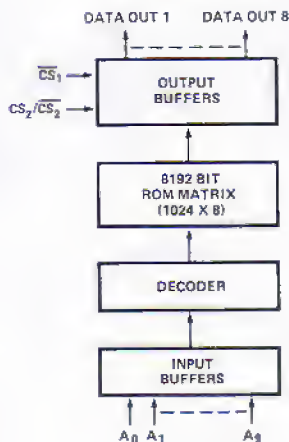 DATA OUT 1 DATA OUT 8
CS₁
CS₂/CS₂
OUTPUT
BUFFERS
8192 BIT
ROM MATRIX
(1024 X 8)
DECODER
INPUT
BUFFERS
A₀ A₁ A₉